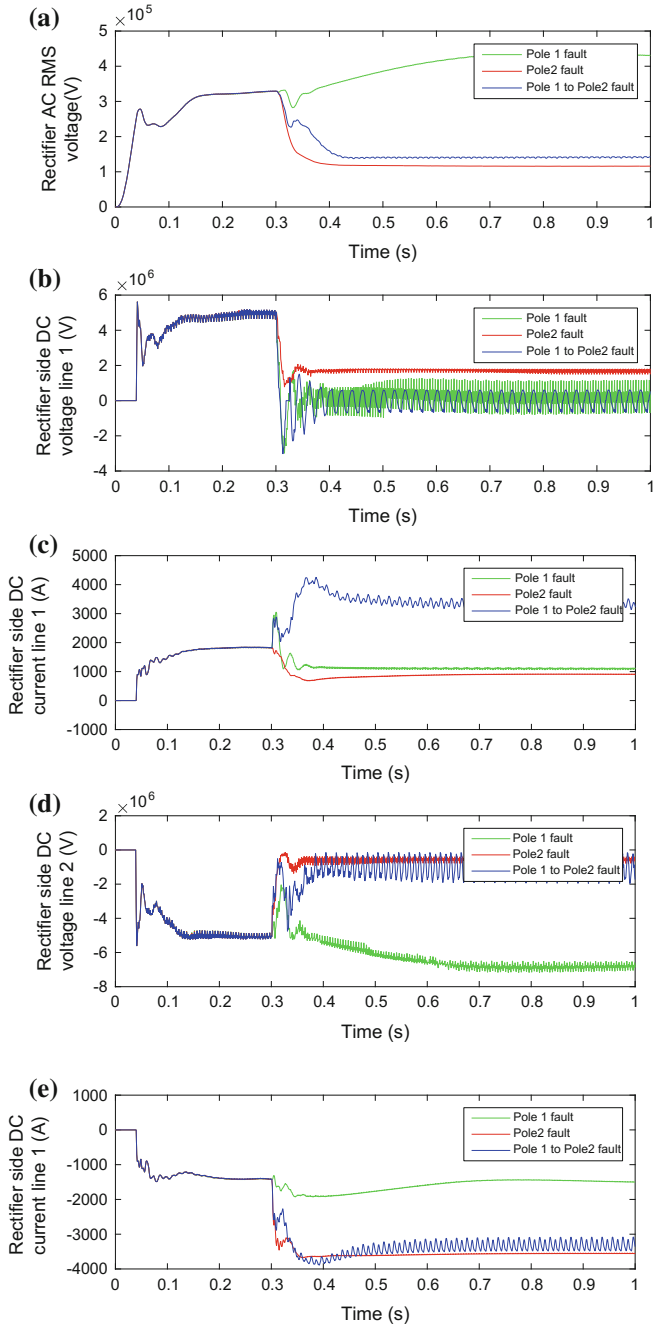 (a)
× 10⁵
5
4
3
2
1
0
Rectifier AC RMS
voltage(V)
Pole 1 fault
Pole2 fault
Pole 1 to Pole2 fault
0 0.1 0.2 0.3 0.4 0.5 0.6 0.7 0.8 0.9 1
Time (s)
(b)
× 10⁶
6
4
2
0
-2
-4
Rectifier side DC
voltage line 1 (V)
Pole 1 fault
Pole2 fault
Pole 1 to Pole2 fault
0 0.1 0.2 0.3 0.4 0.5 0.6 0.7 0.8 0.9 1
Time (s)
(c)
5000
4000
3000
2000
1000
0
-1000
Rectifier side DC
current line 1 (A)
Pole 1 fault
Pole2 fault
Pole 1 to Pole2 fault
0 0.1 0.2 0.3 0.4 0.5 0.6 0.7 0.8 0.9 1
Time (s)
(d)
× 10⁶
2
0
-2
-4
-6
-8
Rectifier side DC
voltage line 2 (V)
Pole 1 fault
Pole2 fault
Pole 1 to Pole2 fault
0 0.1 0.2 0.3 0.4 0.5 0.6 0.7 0.8 0.9 1
Time (s)
(e)
1000
0
-1000
-2000
-3000
-4000
Rectifier side DC
current line 1 (A)
Pole 1 fault
Pole2 fault
Pole 1 to Pole2 fault
0 0.1 0.2 0.3 0.4 0.5 0.6 0.7 0.8 0.9 1
Time (s)